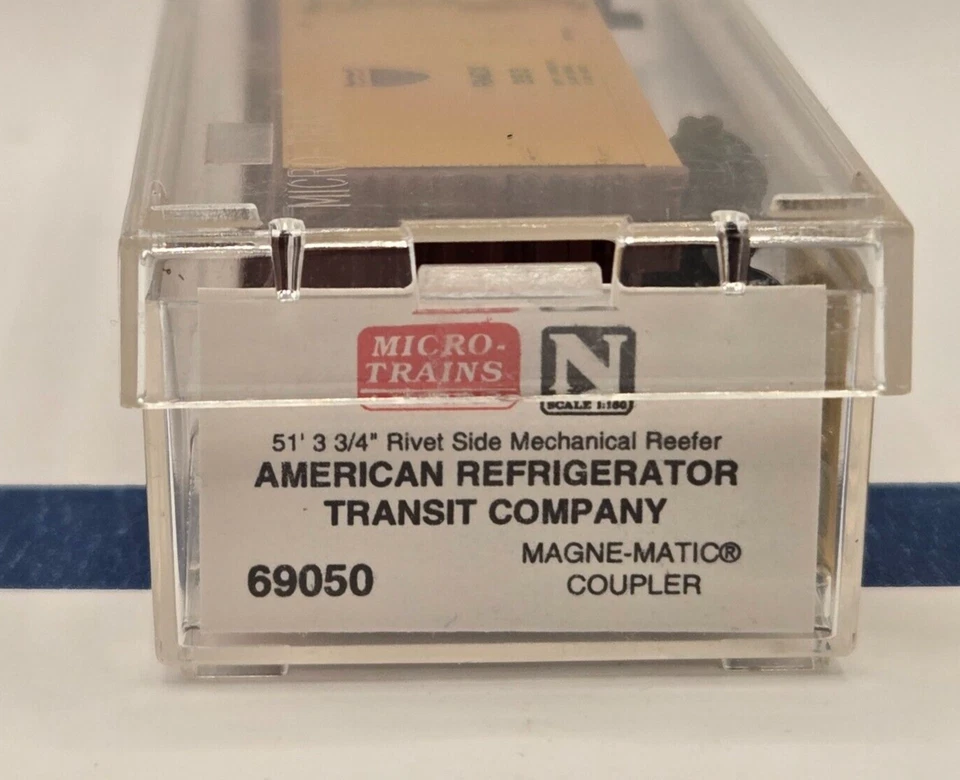 MICRO-
MICRO-
TRAINS
N
SCALE 1:160
51' 3 3/4" Rivet Side Mechanical Reefer
AMERICAN REFRIGERATOR
TRANSIT COMPANY
69050
MAGNE-MATIC®
COUPLER